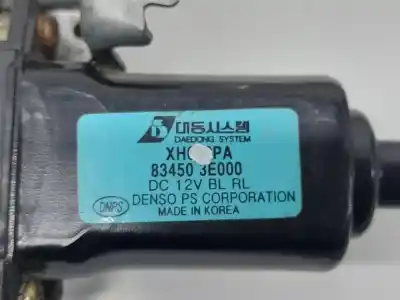 대동시스템
DAEDONG SYSTEM
83450 3E000
DC 12V BL RL
DENSO PS CORPORATION
DNPS
MADE IN KOREA